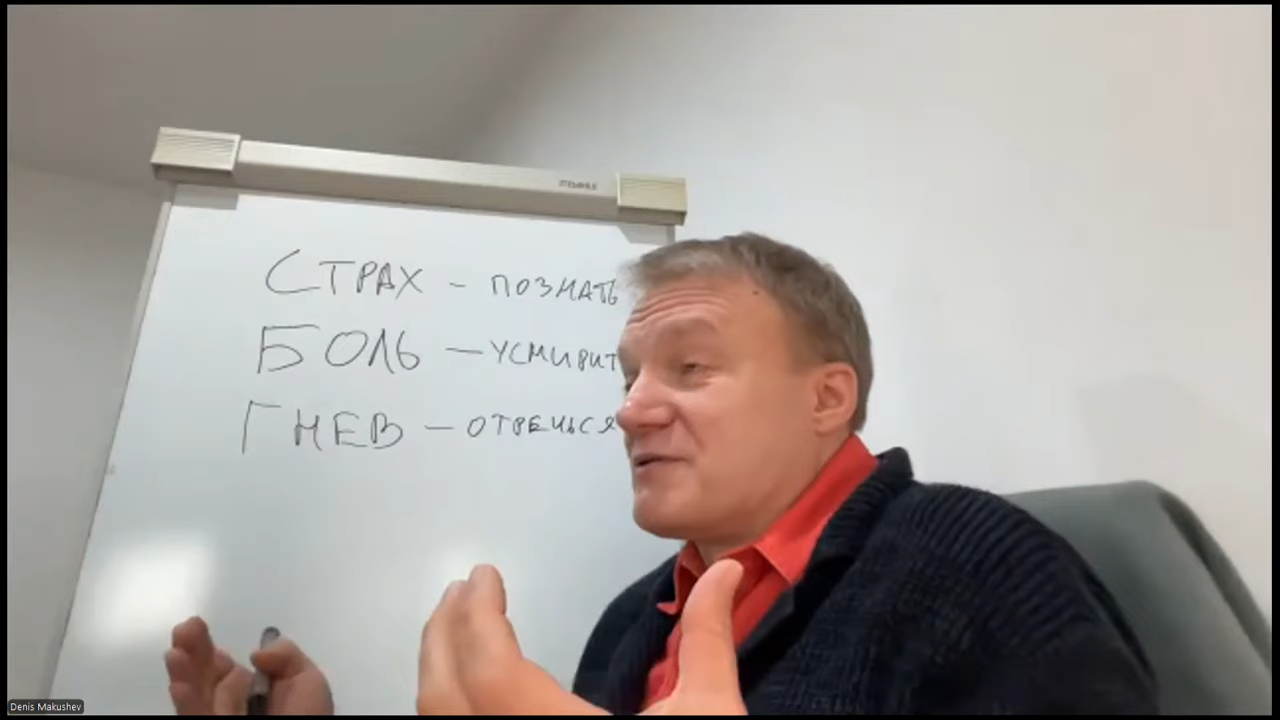 СТРАХ – ПОЗНАТЬ
БОЛЬ – УСМИРИТ
ГНЕВ – ОТРЕЧЬСЯ
Denis Makushev